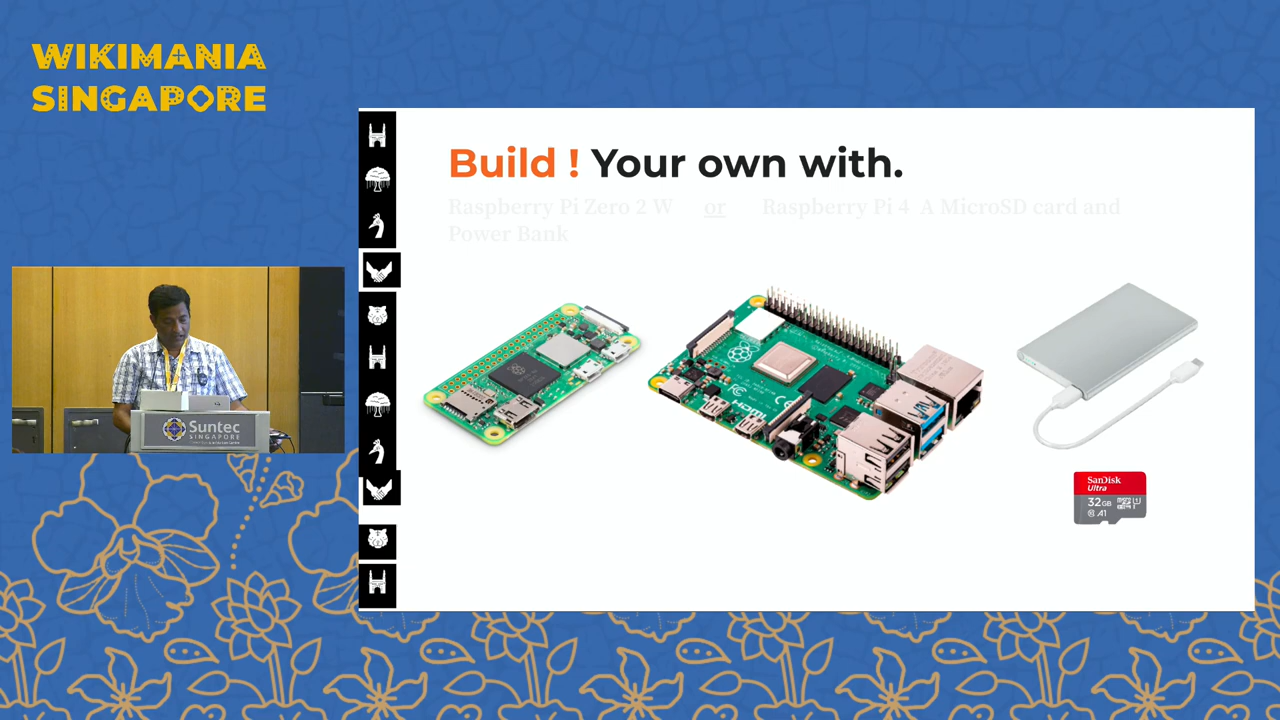 WIKIMANIA
SINGAPORE
Build ! Your own with.
Raspberry Pi Zero 2 W or Raspberry Pi 4 A MicroSD card and
Power Bank
Suntec
SINGAPORE
SanDisk
Ultra
32GB
A1